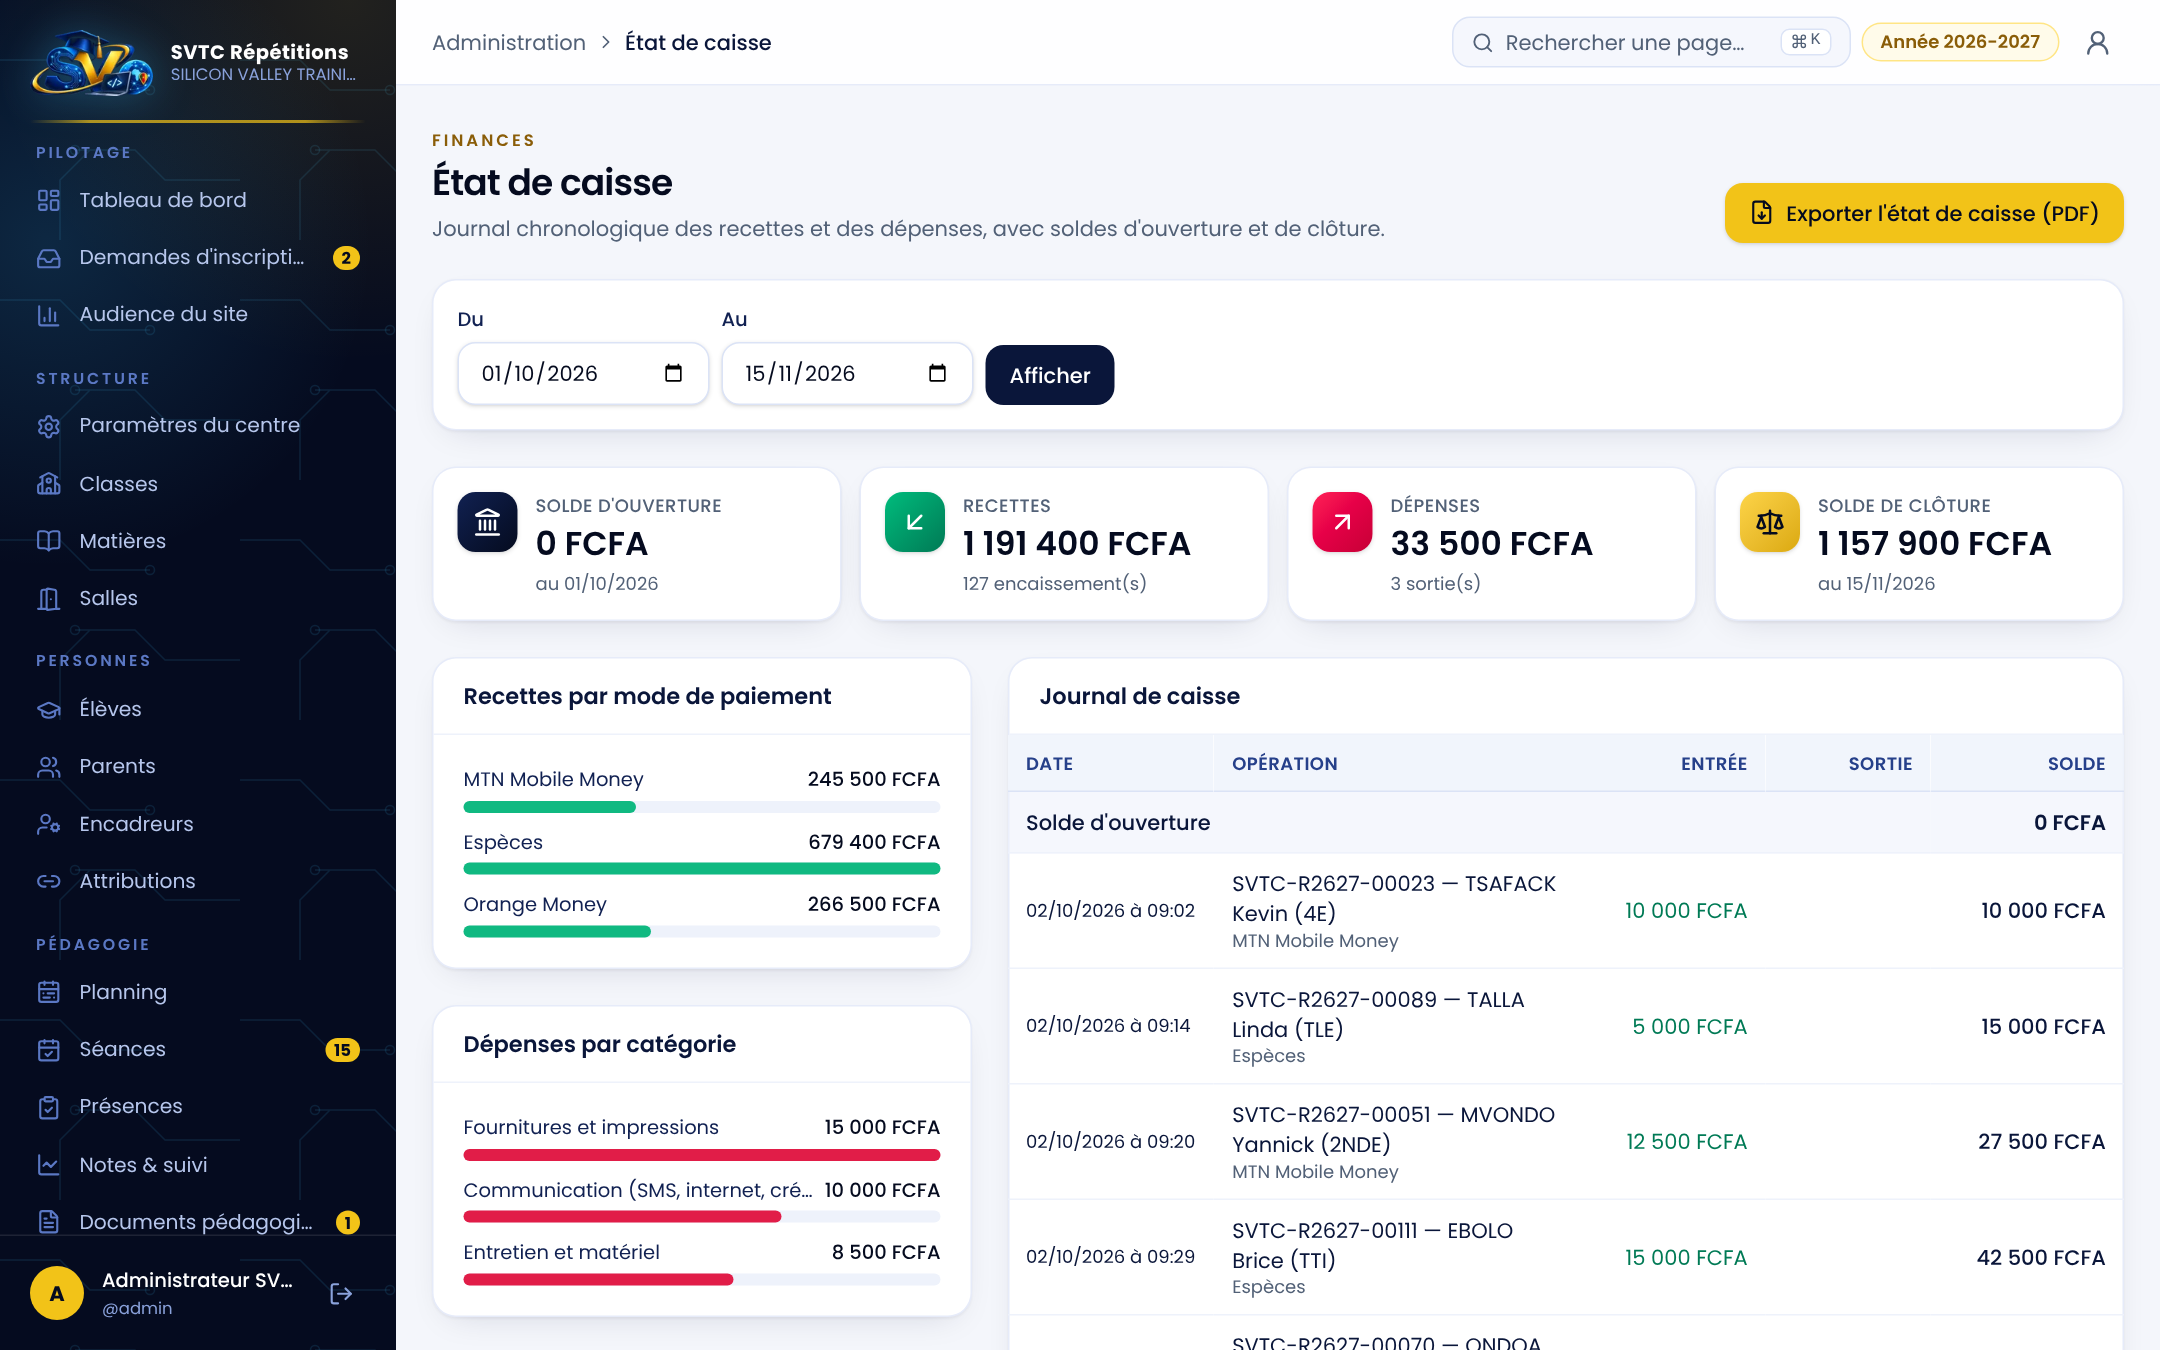 SVTC Répétitions
SILICON VALLEY TRAINI...
PILOTAGE
Tableau de bord
Demandes d'inscripti... 2
Audience du site
STRUCTURE
Paramètres du centre
Classes
Matières
Salles
PERSONNES
Élèves
Parents
Encadreurs
Attributions
PÉDAGOGIE
Planning
Séances 15
Présences
Notes & suivi
Documents pédagogi... 1
A
Administrateur SV...
@admin
Administration > État de caisse
Rechercher une page... ⌘ K
Année 2026-2027
FINANCES
État de caisse
Journal chronologique des recettes et des dépenses, avec soldes d'ouverture et de clôture.
Exporter l'état de caisse (PDF)
Du Au
01/10/2026 15/11/2026 Afficher
SOLDE D'OUVERTURE
0 FCFA
au 01/10/2026
RECETTES
1 191 400 FCFA
127 encaissement(s)
DÉPENSES
33 500 FCFA
3 sortie(s)
SOLDE DE CLÔTURE
1 157 900 FCFA
au 15/11/2026
Recettes par mode de paiement
MTN Mobile Money 245 500 FCFA
Espèces 679 400 FCFA
Orange Money 266 500 FCFA
Dépenses par catégorie
Fournitures et impressions 15 000 FCFA
Communication (SMS, internet, cré... 10 000 FCFA
Entretien et matériel 8 500 FCFA
Journal de caisse
DATE OPÉRATION ENTRÉE SORTIE SOLDE
Solde d'ouverture 0 FCFA
SVTC-R2627-00023 — TSAFACK
Kevin (4E)
MTN Mobile Money
02/10/2026 à 09:02 10 000 FCFA 10 000 FCFA
SVTC-R2627-00089 — TALLA
Linda (TLE)
Espèces
02/10/2026 à 09:14 5 000 FCFA 15 000 FCFA
SVTC-R2627-00051 — MVONDO
Yannick (2NDE)
MTN Mobile Money
02/10/2026 à 09:20 12 500 FCFA 27 500 FCFA
SVTC-R2627-00111 — EBOLO
Brice (TTI)
Espèces
02/10/2026 à 09:29 15 000 FCFA 42 500 FCFA
SVTC-R2627-00070 — ONDOA